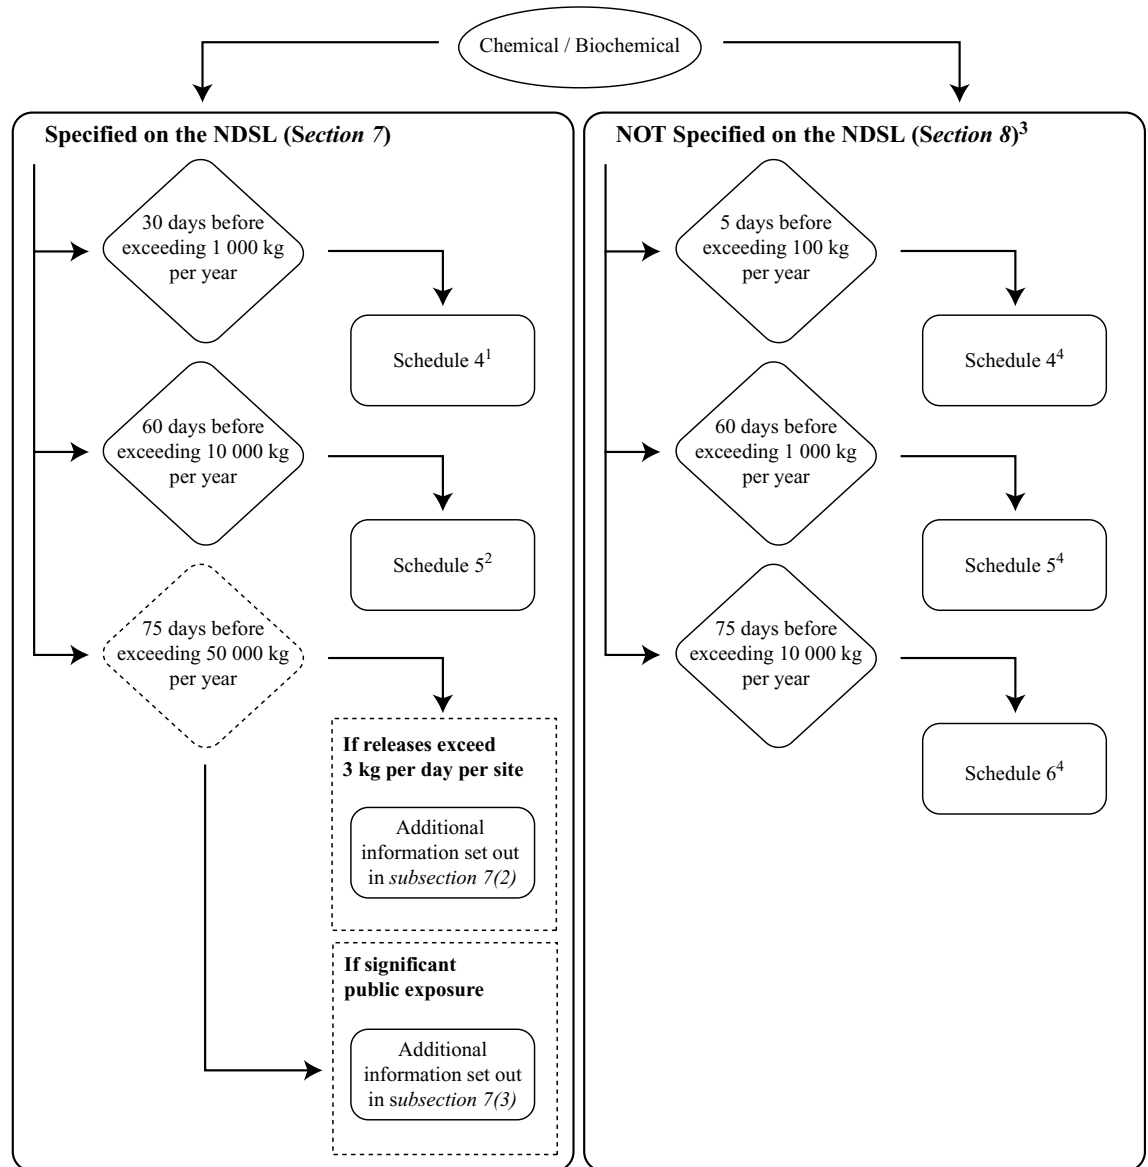 Chemical / Biochemical
Specified on the NDSL (Section 7)
30 days before
exceeding 1 000 kg
per year
Schedule 4¹
60 days before
exceeding 10 000 kg
per year
Schedule 5²
75 days before
exceeding 50 000 kg
per year
If releases exceed
3 kg per day per site
Additional
information set out
in subsection 7(2)
If significant
public exposure
Additional
information set out
in subsection 7(3)
NOT Specified on the NDSL (Section 8)³
5 days before
exceeding 100 kg
per year
Schedule 4⁴
60 days before
exceeding 1 000 kg
per year
Schedule 5⁴
75 days before
exceeding 10 000 kg
per year
Schedule 6⁴